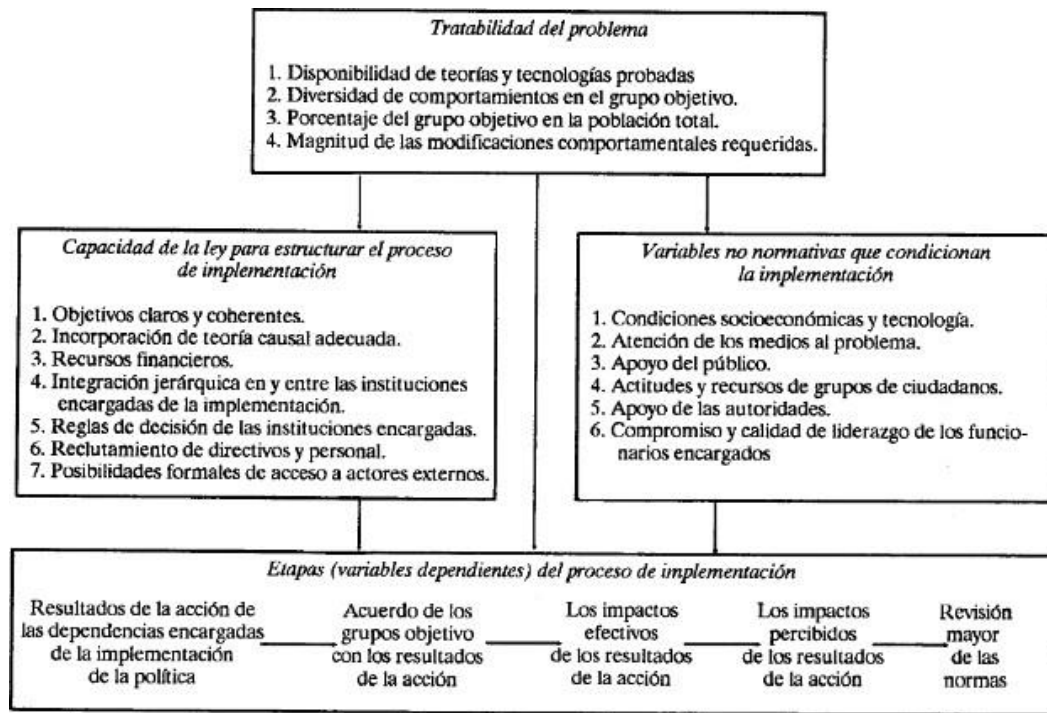 Tratabilidad del problema
1. Disponibilidad de teorías y tecnologías probadas
2. Diversidad de comportamientos en el grupo objetivo.
3. Porcentaje del grupo objetivo en la población total.
4. Magnitud de las modificaciones comportamentales requeridas.
Capacidad de la ley para estructurar el proceso
de implementación
1. Objetivos claros y coherentes.
2. Incorporación de teoría causal adecuada.
3. Recursos financieros.
4. Integración jerárquica en y entre las instituciones
encargadas de la implementación.
5. Reglas de decisión de las instituciones encargadas.
6. Reclutamiento de directivos y personal.
7. Posibilidades formales de acceso a actores externos.
Variables no normativas que condicionan
la implementación
1. Condiciones socioeconómicas y tecnología.
2. Atención de los medios al problema.
3. Apoyo del público.
4. Actitudes y recursos de grupos de ciudadanos.
5. Apoyo de las autoridades.
6. Compromiso y calidad de liderazgo de los funcio-
narios encargados
Etapas (variables dependientes) del proceso de implementación
Resultados de la acción de
las dependencias encargadas
de la implementación
de la política
Acuerdo de los
grupos objetivo
con los resultados
de la acción
Los impactos
efectivos
de los resultados
de la acción
Los impactos
percibidos
de los resultados
de la acción
Revisión
mayor
de las
normas